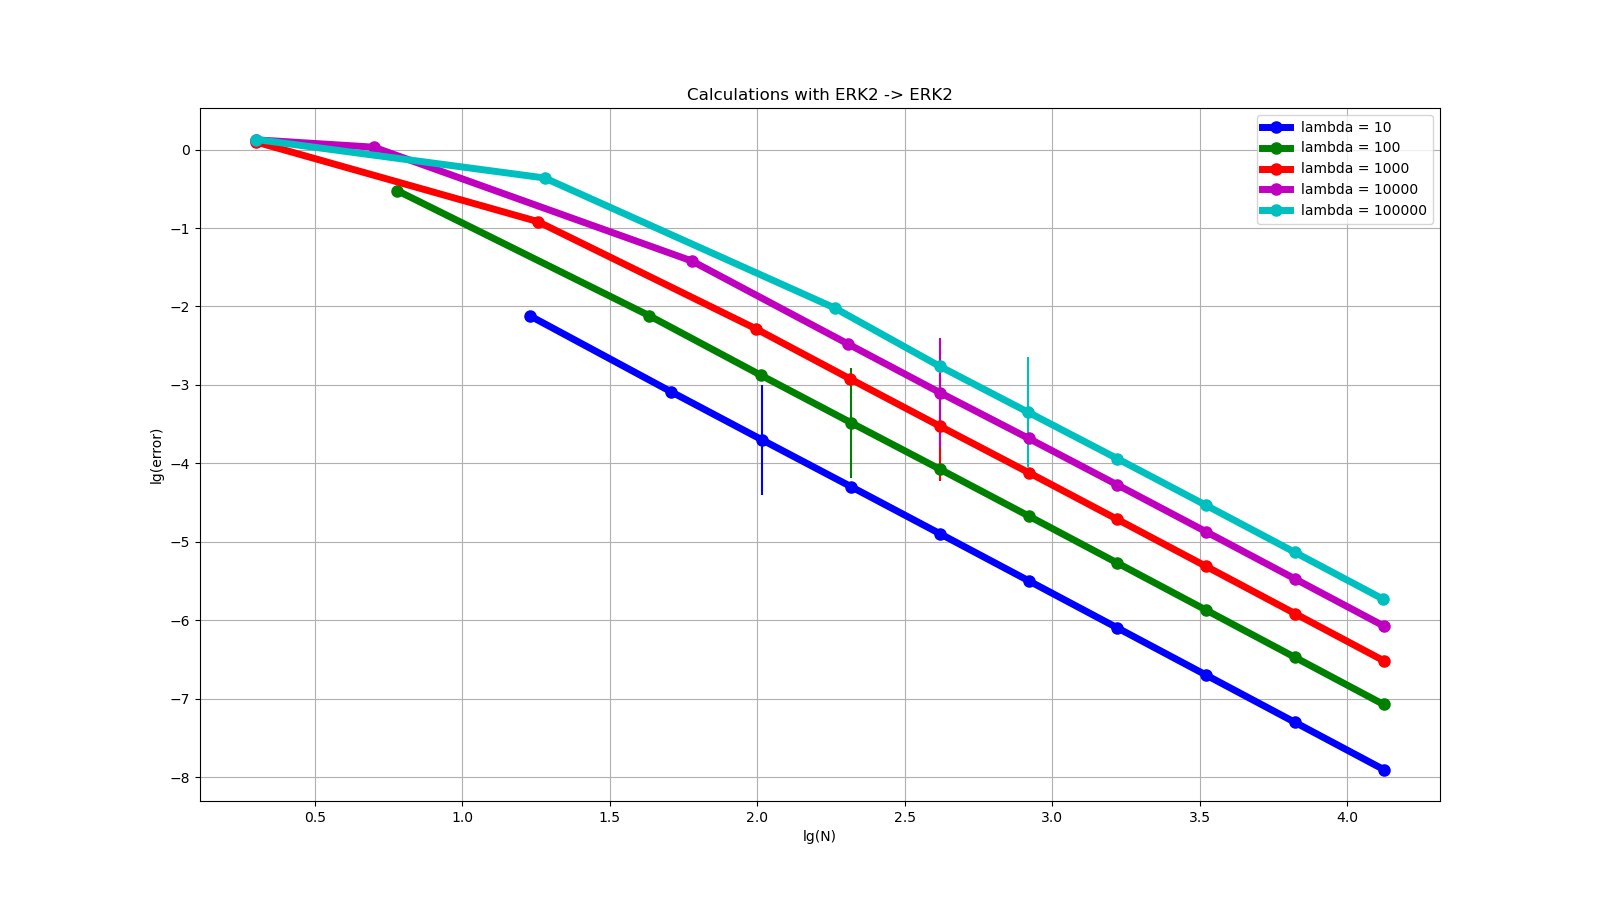 Calculations with ERK2 -> ERK2
lambda = 10
lambda = 100
lambda = 1000
lambda = 10000
lambda = 100000
0
−1
−2
−3
−4
−5
−6
−7
−8
lg(error)
0.5
1.0
1.5
2.0
2.5
3.0
3.5
4.0
lg(N)